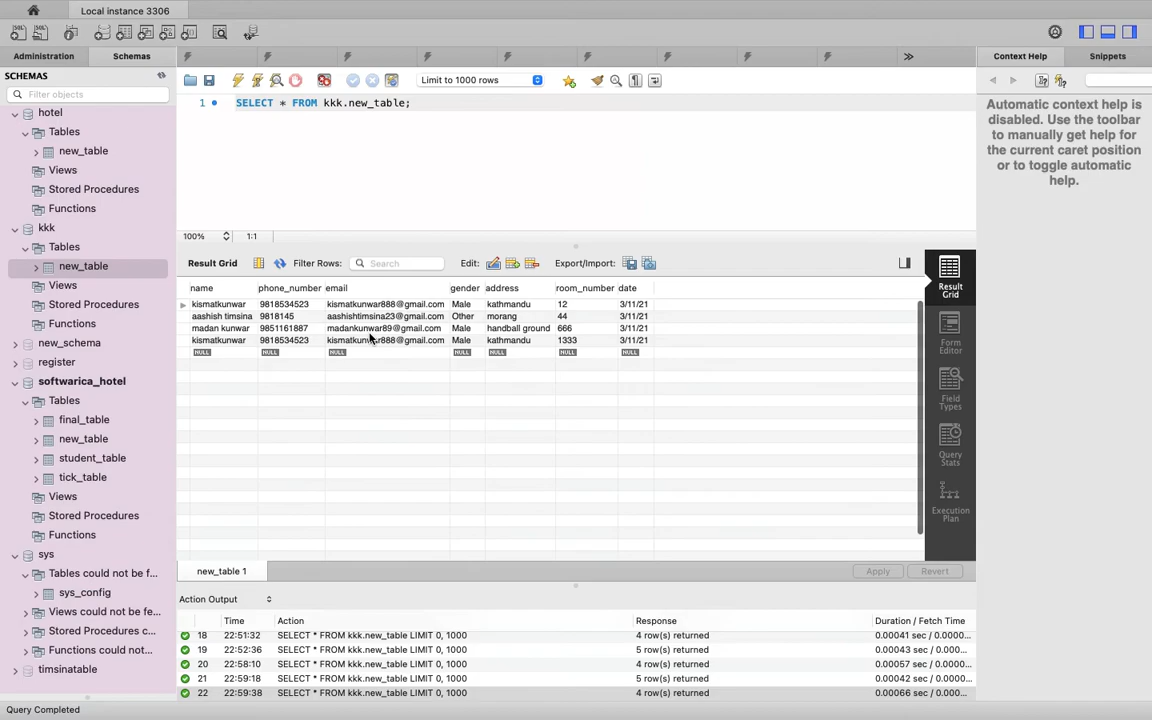 Local instance 3306
Administration Schemas
Context Help Snippets
SCHEMAS
Filter objects
Limit to 1000 rows
1 SELECT * FROM kkk.new_table;
Automatic context help is
disabled. Use the toolbar
to manually get help for
the current caret position
or to toggle automatic
help.
hotel
Tables
new_table
Views
Stored Procedures
Functions
kkk
Tables
new_table
Views
Stored Procedures
Functions
new_schema
register
softwarica_hotel
Tables
final_table
new_table
student_table
tick_table
Views
Stored Procedures
Functions
sys
Tables could not be f...
sys_config
Views could not be fe...
Stored Procedures c...
Functions could not...
timsinatable
100% 1:1
Result Grid Filter Rows: Search Edit: Export/Import:
name phone_number email gender address room_number date
kismatkunwar 9818534523 kismatkunwar888@gmail.com Male kathmandu 12 3/11/21
aashish timsina 9818145 aashishtimsina23@gmail.com Other morang 44 3/11/21
madan kunwar 9851161887 madankunwar89@gmail.com Male handball ground 666 3/11/21
kismatkunwar 9818534523 kismatkunwar888@gmail.com Male kathmandu 1333 3/11/21
NULL NULL NULL NULL NULL NULL NULL
Result
Grid
Form
Editor
Field
Types
Query
Stats
Execution
Plan
new_table 1
Apply Revert
Action Output
Time Action Response Duration / Fetch Time
18 22:51:32 SELECT * FROM kkk.new_table LIMIT 0, 1000 4 row(s) returned 0.00041 sec / 0.0000...
19 22:52:36 SELECT * FROM kkk.new_table LIMIT 0, 1000 5 row(s) returned 0.00043 sec / 0.000...
20 22:58:10 SELECT * FROM kkk.new_table LIMIT 0, 1000 4 row(s) returned 0.00057 sec / 0.000...
21 22:59:18 SELECT * FROM kkk.new_table LIMIT 0, 1000 5 row(s) returned 0.00042 sec / 0.000...
22 22:59:38 SELECT * FROM kkk.new_table LIMIT 0, 1000 4 row(s) returned 0.00066 sec / 0.000...
Query Completed